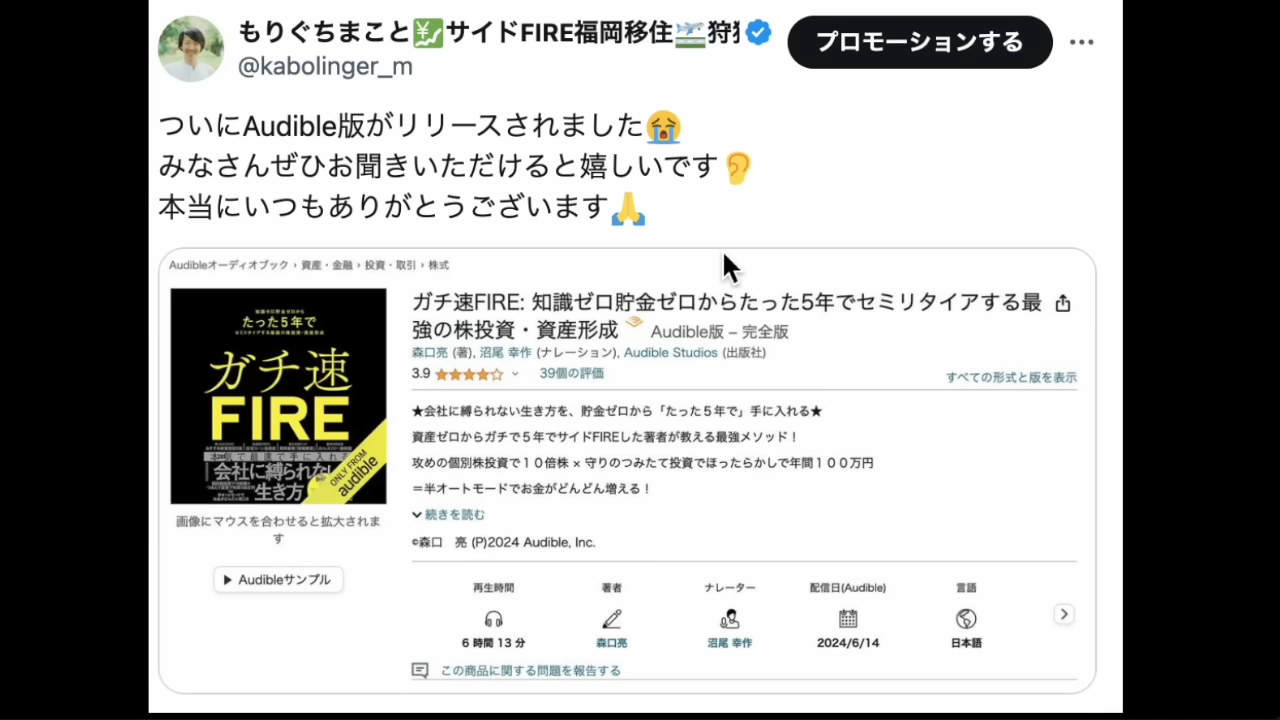 もりぐちまこと💹サイドFIRE福岡移住🛫狩
プロモーションする
@kabolinger_m
ついにAudible版がリリースされました😭
みなさんぜひお聞きいただけると嬉しいです👂
本当にいつもありがとうございます🙏
Audibleオーディオブック › 資産・金融 › 投資・取引 › 株式
知識ゼロ貯金ゼロから
たった5年で
ガチ速
FIRE
会社に縛られない
生き方
ONLY FROM
audible
画像にマウスを合わせると拡大されま
す
▶ Audibleサンプル
ガチ速FIRE: 知識ゼロ貯金ゼロからたった5年でセミリタイアする最
強の株投資・資産形成 Audible版 – 完全版
森口亮 (著), 沼尾 幸作 (ナレーション), Audible Studios (出版社)
3.9 ★★★★☆ 39個の評価
すべての形式と版を表示
★会社に縛られない生き方を、貯金ゼロから「たった５年で」手に入れる★
資産ゼロからガチで５年でサイドFIREした著者が教える最強メソッド！
攻めの個別株投資で１０倍株 × 守りのつみたて投資でほったらかしで年間１００万円
＝半オートモードでお金がどんどん増える！
続きを読む
©森口　亮 (P)2024 Audible, Inc.
再生時間 著者 ナレーター 配信日(Audible) 言語
6 時間 13 分 森口亮 沼尾 幸作 2024/6/14 日本語
この商品に関する問題を報告する